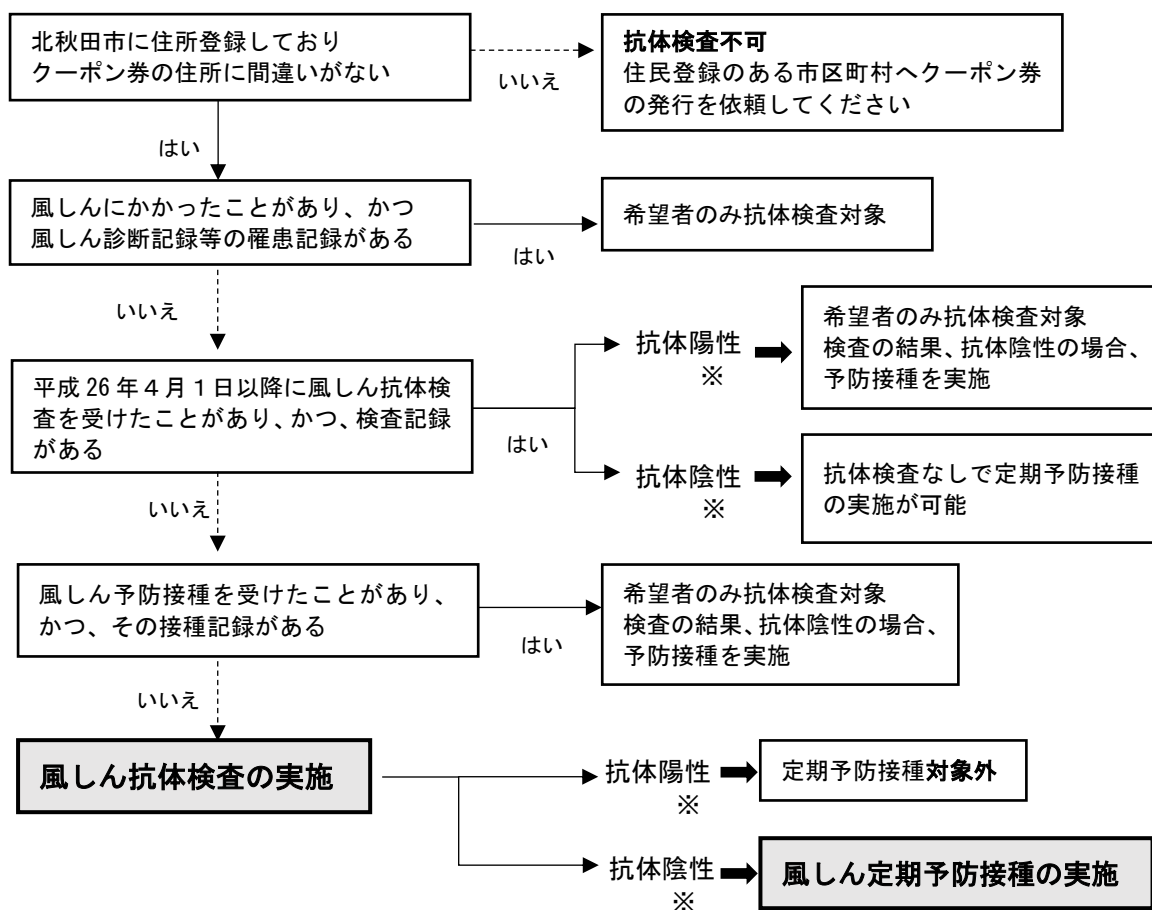 北秋田市に住所登録しており
クーポン券の住所に間違いがない
いいえ
抗体検査不可
住民登録のある市区町村へクーポン券
の発行を依頼してください
はい
風しんにかかったことがあり、かつ
風しん診断記録等の罹患記録がある
はい
希望者のみ抗体検査対象
いいえ
平成26年4月1日以降に風しん抗体検
査を受けたことがあり、かつ、検査記録
がある
はい
抗体陽性
※
希望者のみ抗体検査対象
検査の結果、抗体陰性の場合、
予防接種を実施
抗体陰性
※
抗体検査なしで定期予防接種
の実施が可能
いいえ
風しん予防接種を受けたことがあり、
かつ、その接種記録がある
はい
希望者のみ抗体検査対象
検査の結果、抗体陰性の場合、
予防接種を実施
いいえ
風しん抗体検査の実施
抗体陽性
※
定期予防接種対象外
抗体陰性
※
風しん定期予防接種の実施